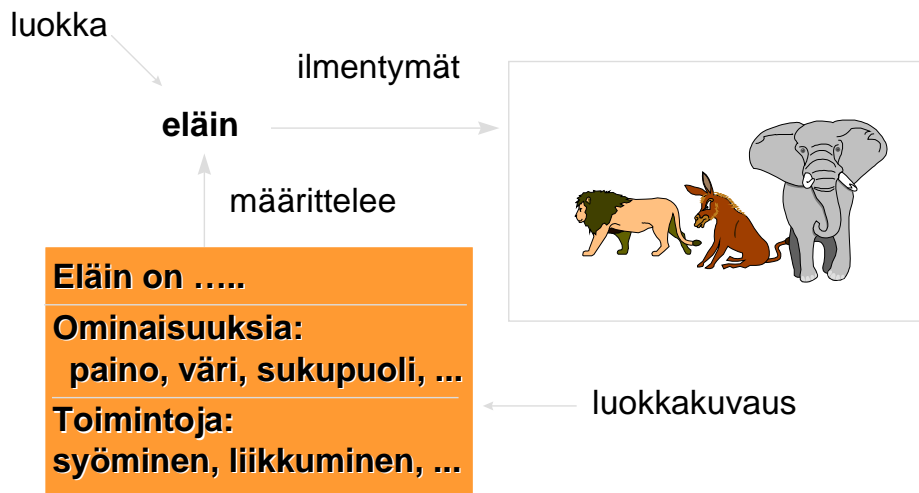 luokka
ilmentymät
eläin
määrittelee
Eläin on …..
Ominaisuuksia:
paino, väri, sukupuoli, ...
luokkakuvaus
Toimintoja:
syöminen, liikkuminen, ...